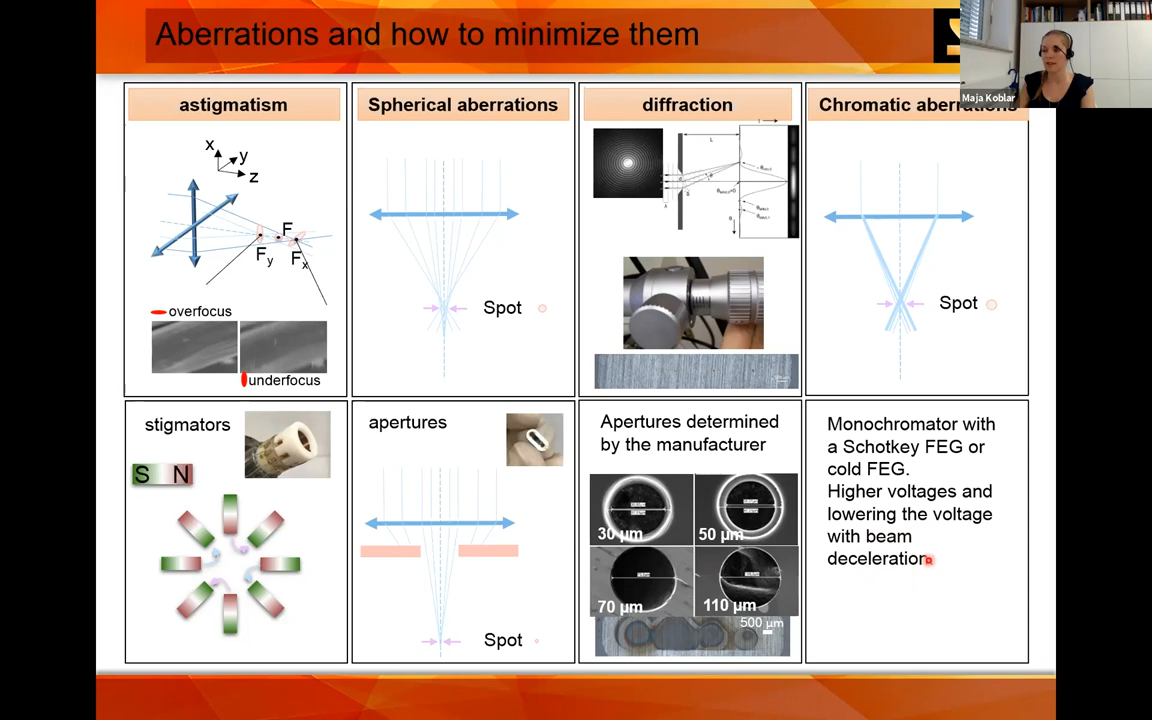 Aberrations and how to minimize them
Maja Koblar
astigmatism
x
y
z
F
Fy
Fx
overfocus
underfocus
Spherical aberrations
Spot
diffraction
L
Chromatic aberrations
Spot
stigmators
S N
apertures
Spot
Apertures determined
by the manufacturer
30 µm
50 µm
70 µm
110 µm
500 µm
Monochromator with
a Schotkey FEG or
cold FEG.
Higher voltages and
lowering the voltage
with beam
deceleration